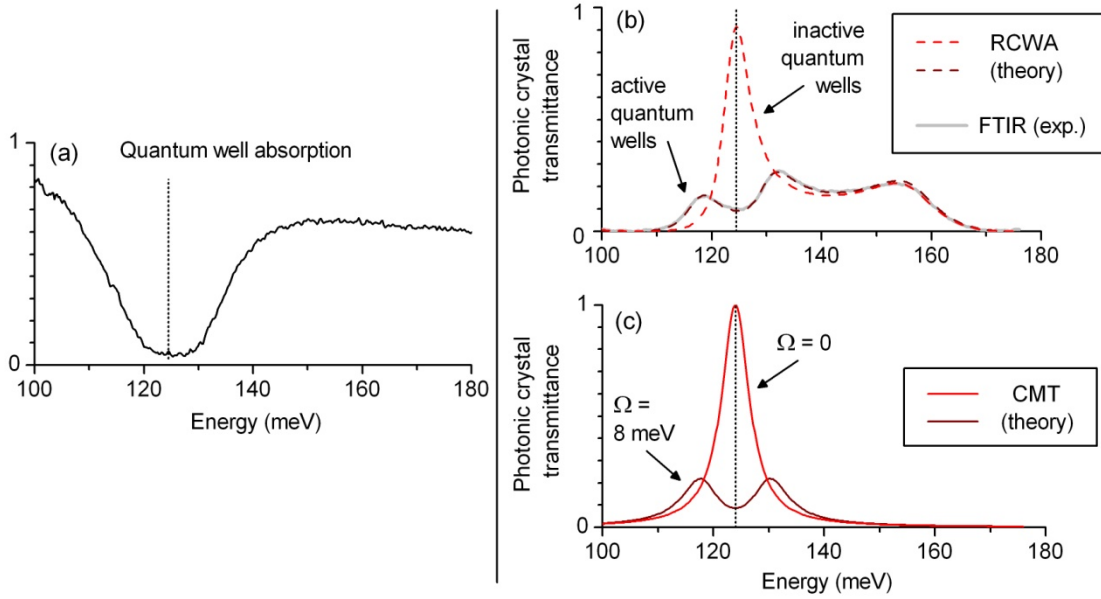 (a)
Quantum well absorption
1
0
100
120
140
160
180
Energy (meV)
(b)
Photonic crystal
transmittance
1
0
active
quantum
wells
inactive
quantum
wells
RCWA
(theory)
FTIR (exp.)
100
120
140
160
180
(c)
Photonic crystal
transmittance
1
0
Ω = 0
Ω =
8 meV
CMT
(theory)
100
120
140
160
180
Energy (meV)